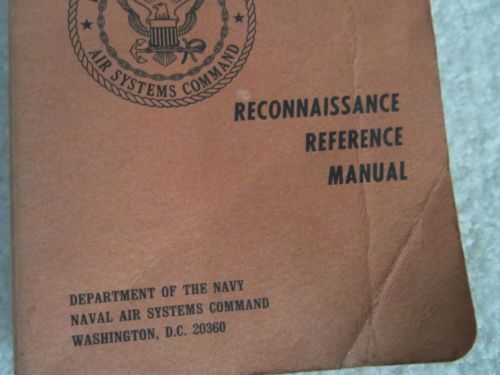 AIR SYSTEMS COMMAND
RECONNAISSANCE
REFERENCE
MANUAL
DEPARTMENT OF THE NAVY
NAVAL AIR SYSTEMS COMMAND
WASHINGTON, D.C. 20360